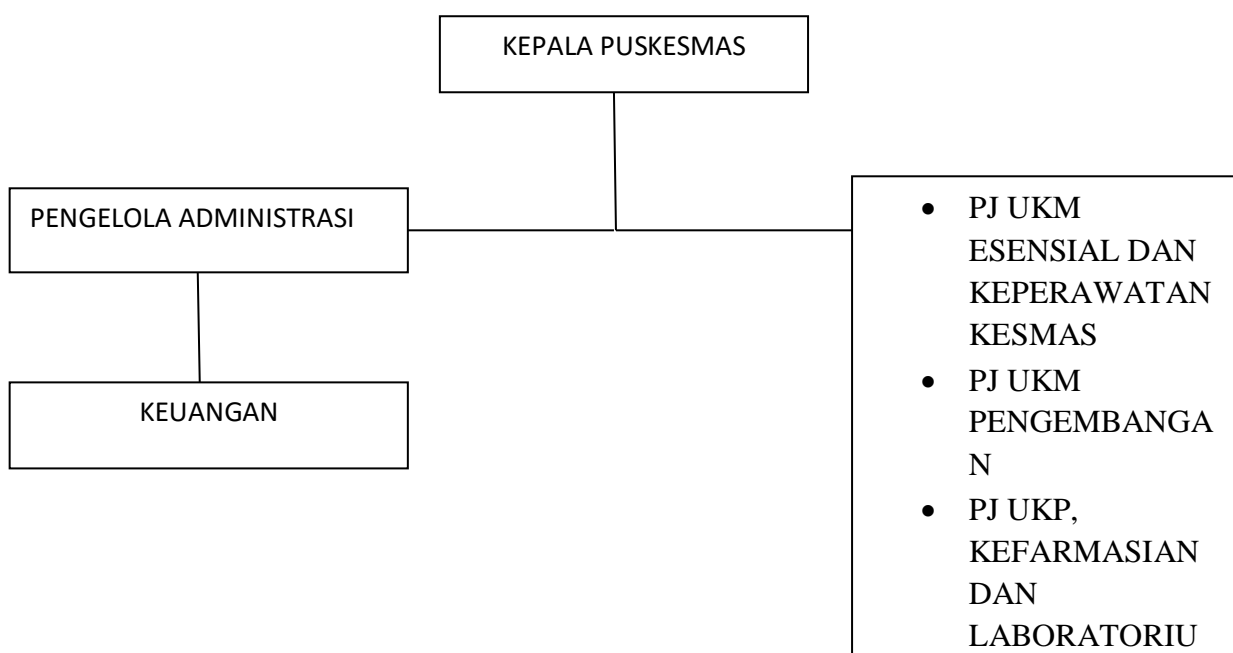 KEPALA PUSKESMAS
PENGELOLA ADMINISTRASI
KEUANGAN
• PJ UKM
ESENSIAL DAN
KEPERAWATAN
KESMAS
• PJ UKM
PENGEMBANGA
N
• PJ UKP,
KEFARMASIAN
DAN
LABORATORIU